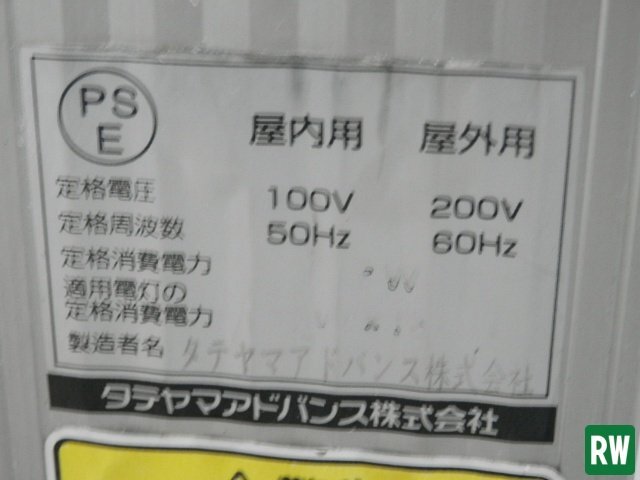 PS
E
屋内用 屋外用
定格電圧 100V 200V
定格周波数 50Hz 60Hz
定格消費電力
適用電灯の
定格消費電力
製造者名 タテヤマアドバンス株式会社
タテヤマアドバンス株式会社
RW